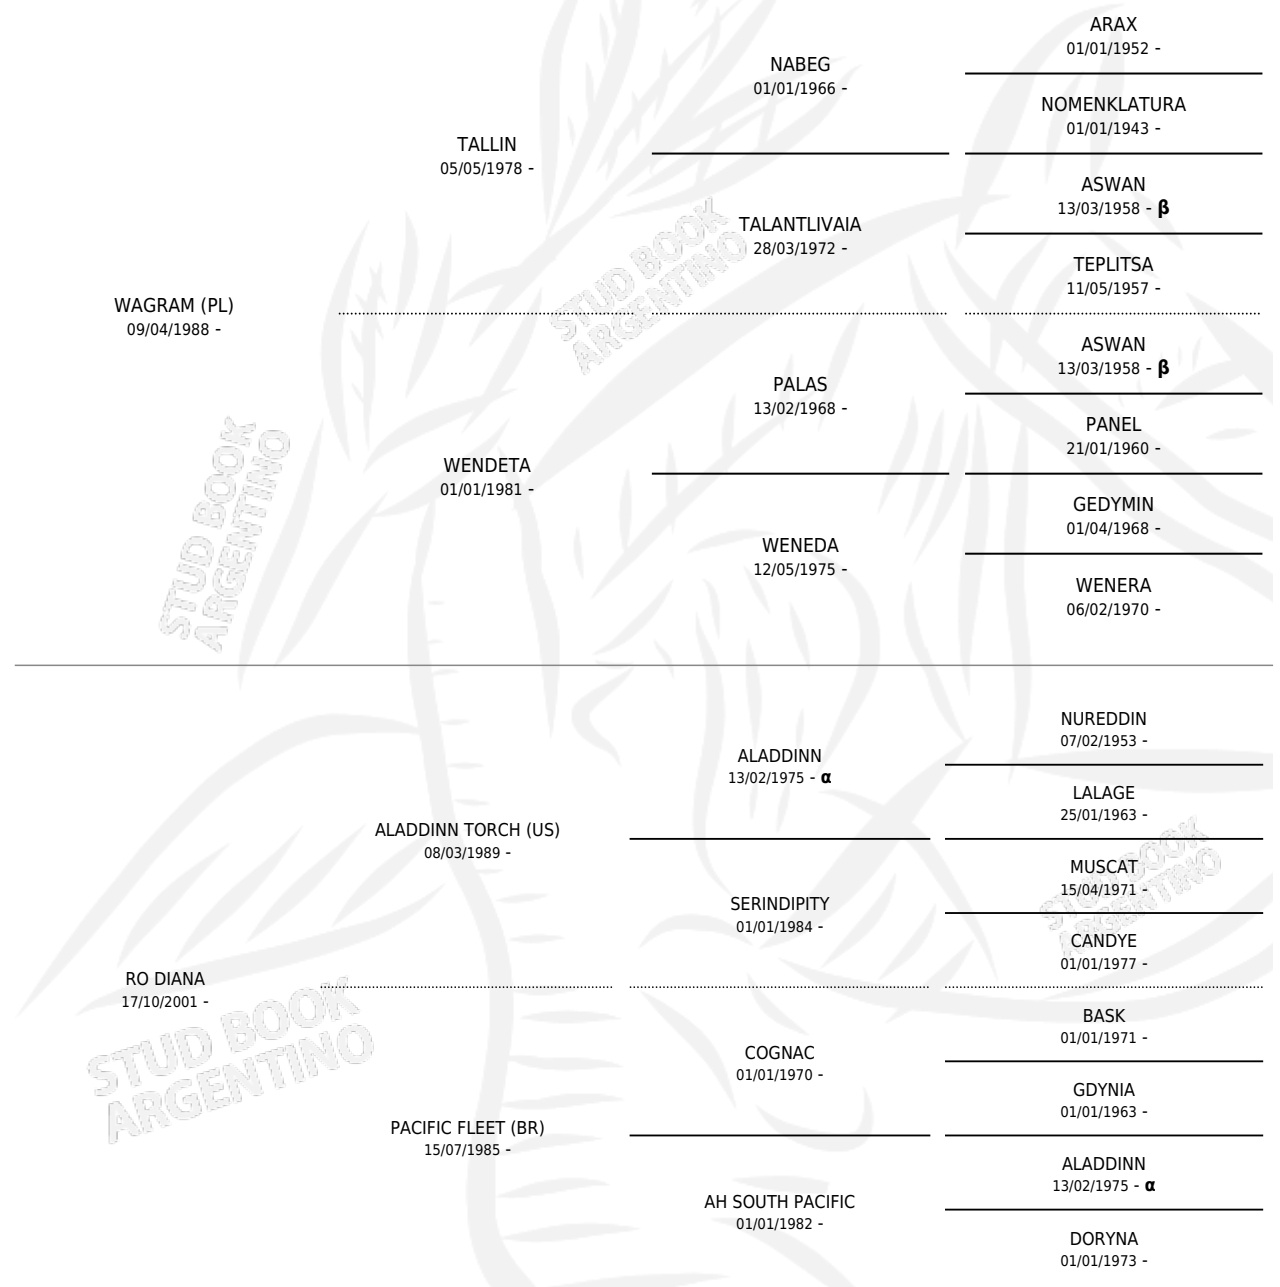 ARAX
01/01/1952 -
NABEG
01/01/1966 -
NOMENKLATURA
01/01/1943 -
TALLIN
05/05/1978 -
ASWAN
13/03/1958 - β
TALANTLIVAIA
28/03/1972 -
TEPLITSA
11/05/1957 -
WAGRAM (PL)
09/04/1988 -
ASWAN
13/03/1958 - β
PALAS
13/02/1968 -
PANEL
21/01/1960 -
WENDETA
01/01/1981 -
GEDYMIN
01/04/1968 -
WENEDA
12/05/1975 -
WENERA
06/02/1970 -
NUREDDIN
07/02/1953 -
ALADDINN
13/02/1975 - α
LALAGE
25/01/1963 -
ALADDINN TORCH (US)
08/03/1989 -
MUSCAT
15/04/1971 -
SERINDIPITY
01/01/1984 -
CANDYE
01/01/1977 -
RO DIANA
17/10/2001 -
BASK
01/01/1971 -
COGNAC
01/01/1970 -
GDYNIA
01/01/1963 -
PACIFIC FLEET (BR)
15/07/1985 -
ALADDINN
13/02/1975 - α
AH SOUTH PACIFIC
01/01/1982 -
DORYNA
01/01/1973 -
STUD BOOK
ARGENTINO
STUD BOOK
ARGENTINO
STUD BOOK
ARGENTINO
STUD BOOK
ARGENTINO